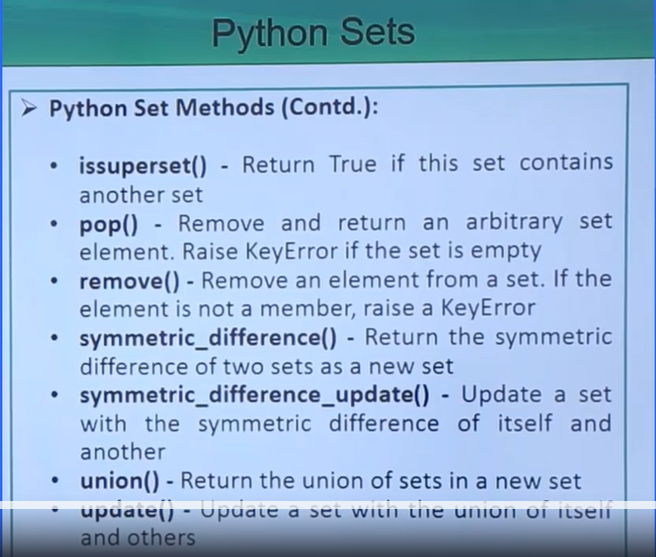 Python Sets
➤ Python Set Methods (Contd.):
• issuperset() - Return True if this set contains
another set
• pop() - Remove and return an arbitrary set
element. Raise KeyError if the set is empty
• remove() - Remove an element from a set. If the
element is not a member, raise a KeyError
• symmetric_difference() - Return the symmetric
difference of two sets as a new set
• symmetric_difference_update() - Update a set
with the symmetric difference of itself and
another
• union() - Return the union of sets in a new set
• update() - Update a set with the union of itself
and others